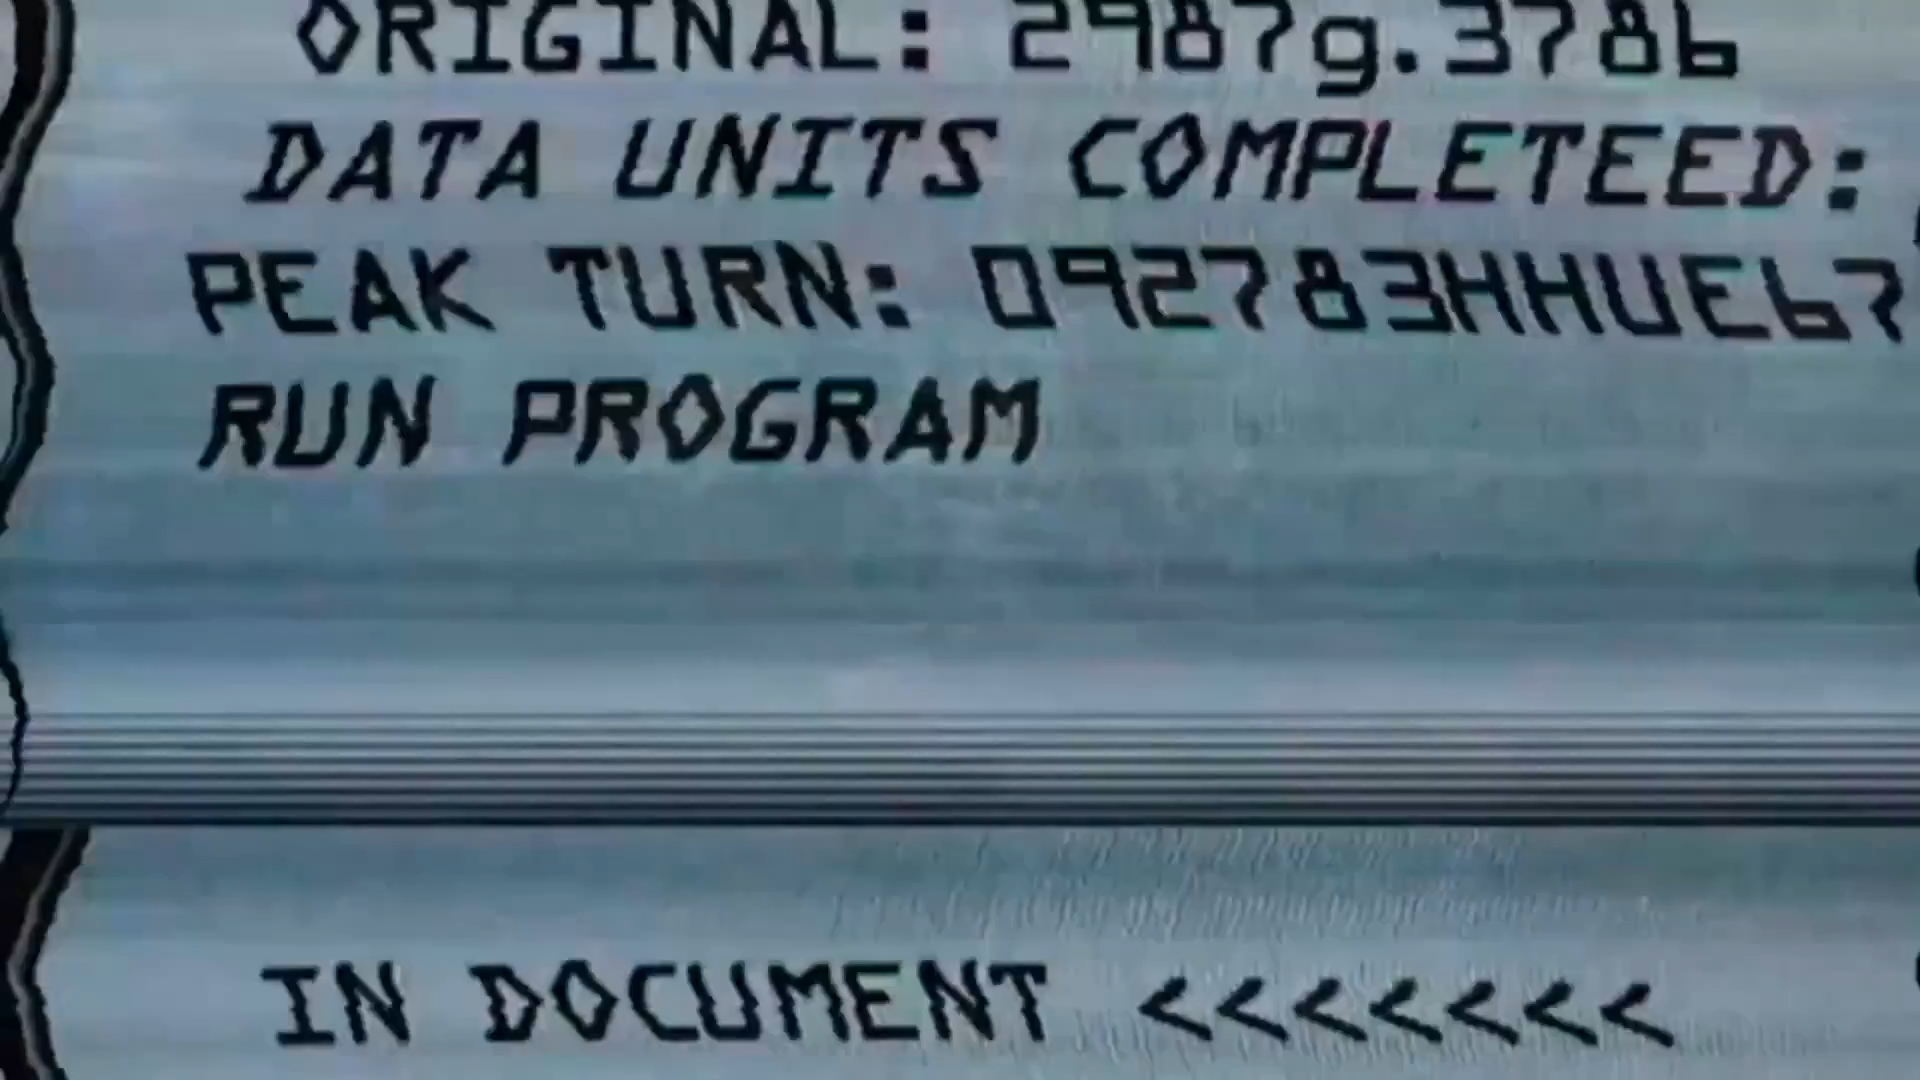 ORIGINAL: 2987g.3786
DATA UNITS COMPLETEED:
PEAK TURN: 092783HHUE67
RUN PROGRAM
IN DOCUMENT <<<<<<<